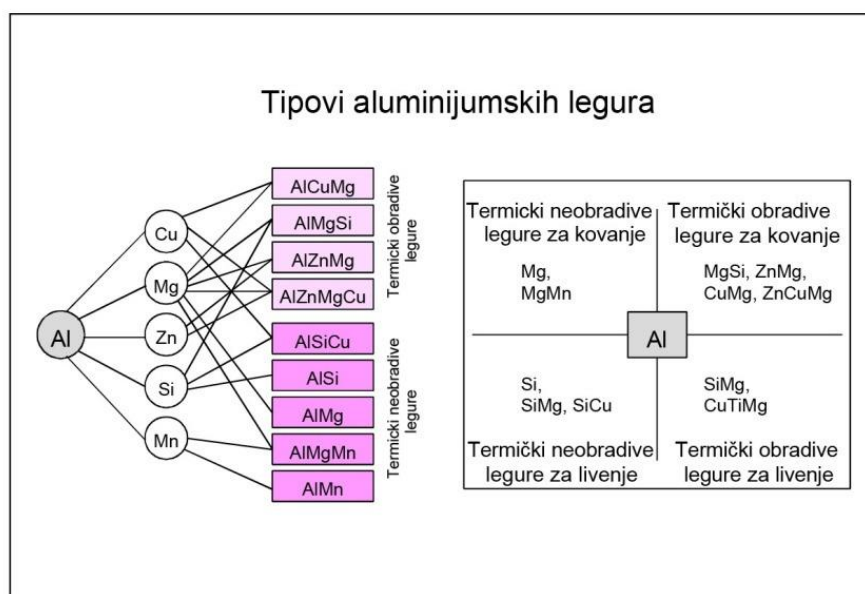 Tipovi aluminijumskih legura
Al
Cu
Mg
Zn
Si
Mn
AlCuMg
AlMgSi
AlZnMg
AlZnMgCu
AlSiCu
AlSi
AlMg
AlMgMn
AlMn
Termicki obradive
legure
Termicki neobradive
legure
Termicki neobradive
legure za kovanje
Mg,
MgMn
Termički obradive
legure za kovanje
MgSi, ZnMg,
CuMg, ZnCuMg
Al
Si,
SiMg, SiCu
Termički neobradive
legure za livenje
SiMg,
CuTiMg
Termički obradive
legure za livenje